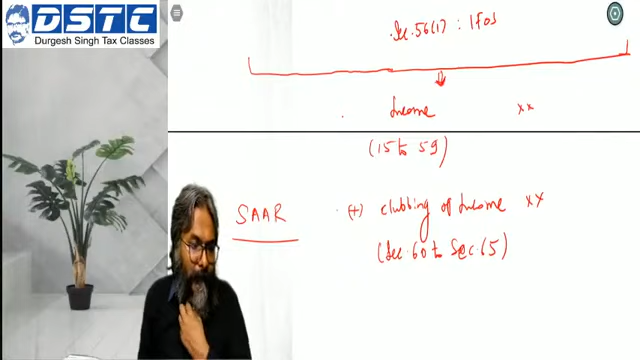 DSTC
Durgesh Singh Tax Classes
Sec.56(1) : IFOS
Income xx
(15 to 59)
SAAR
(+) clubbing of Income xx
(Sec.60 to Sec.65)